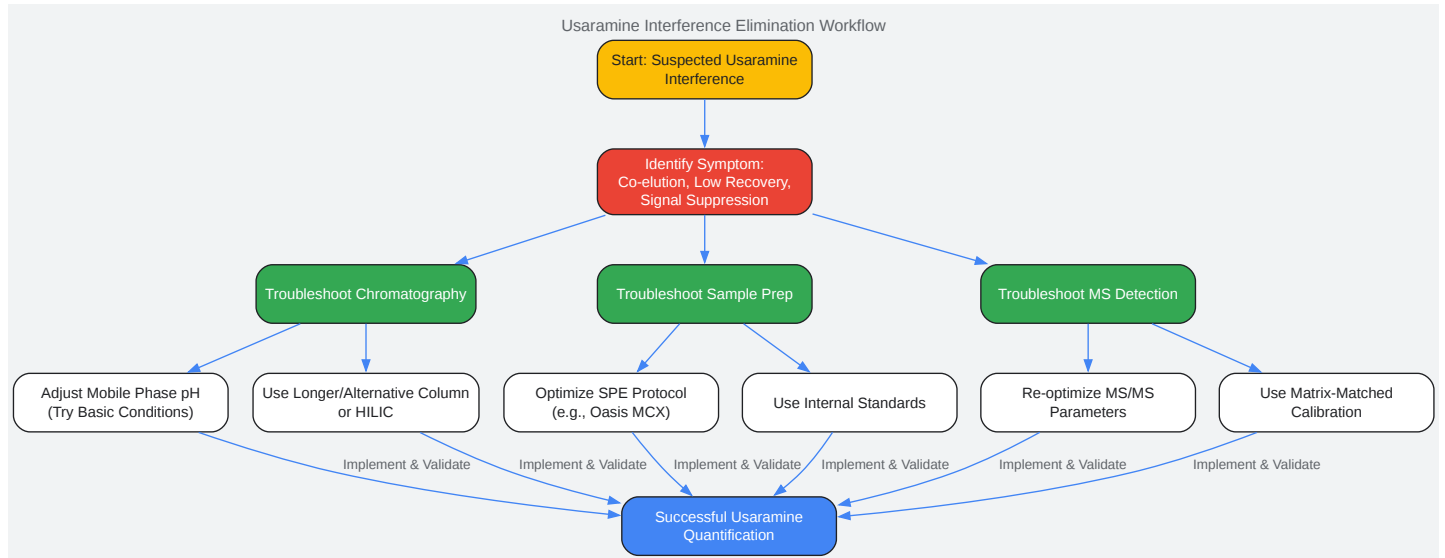 Usaramine Interference Elimination Workflow
Start: Suspected Usaramine
Interference
Identify Symptom:
Co-elution, Low Recovery,
Signal Suppression
Troubleshoot Chromatography
Troubleshoot Sample Prep
Troubleshoot MS Detection
Adjust Mobile Phase pH
(Try Basic Conditions)
Use Longer/Alternative Column
or HILIC
Optimize SPE Protocol
(e.g., Oasis MCX)
Use Internal Standards
Re-optimize MS/MS
Parameters
Use Matrix-Matched
Calibration
Implement & Validate
Implement & Validate
Implement & Validate
Implement & Validate
Implement & Validate
Implement & Validate
Successful Usaramine
Quantification